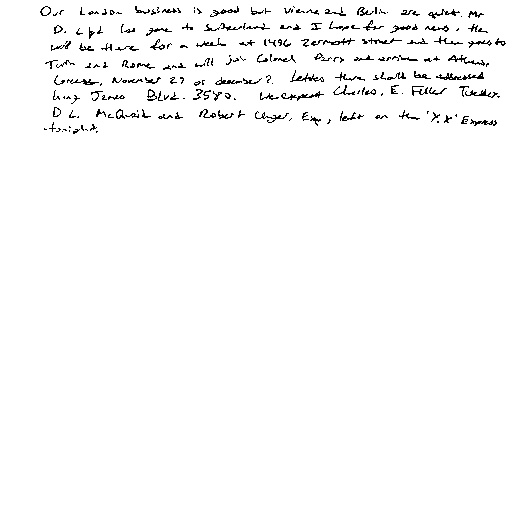 Our London business is good but Vienna and Berlin are quiet. Mr
D. Lyd has gone to Switzerland and I hope for good news, then
will be there for a week at 1496 Zermott street and then goes to
Turin and Rome and will join Colonel Parry and arrive at Athens,
Greece, November 27 or december 2. Letters there should be addressed
King James Blvd. 3580. We expect Charles, E. Fuller Tuesday.
D L. McQuaid and Robert Unger, Esq., left on the 'Y.X' Express
tonight.